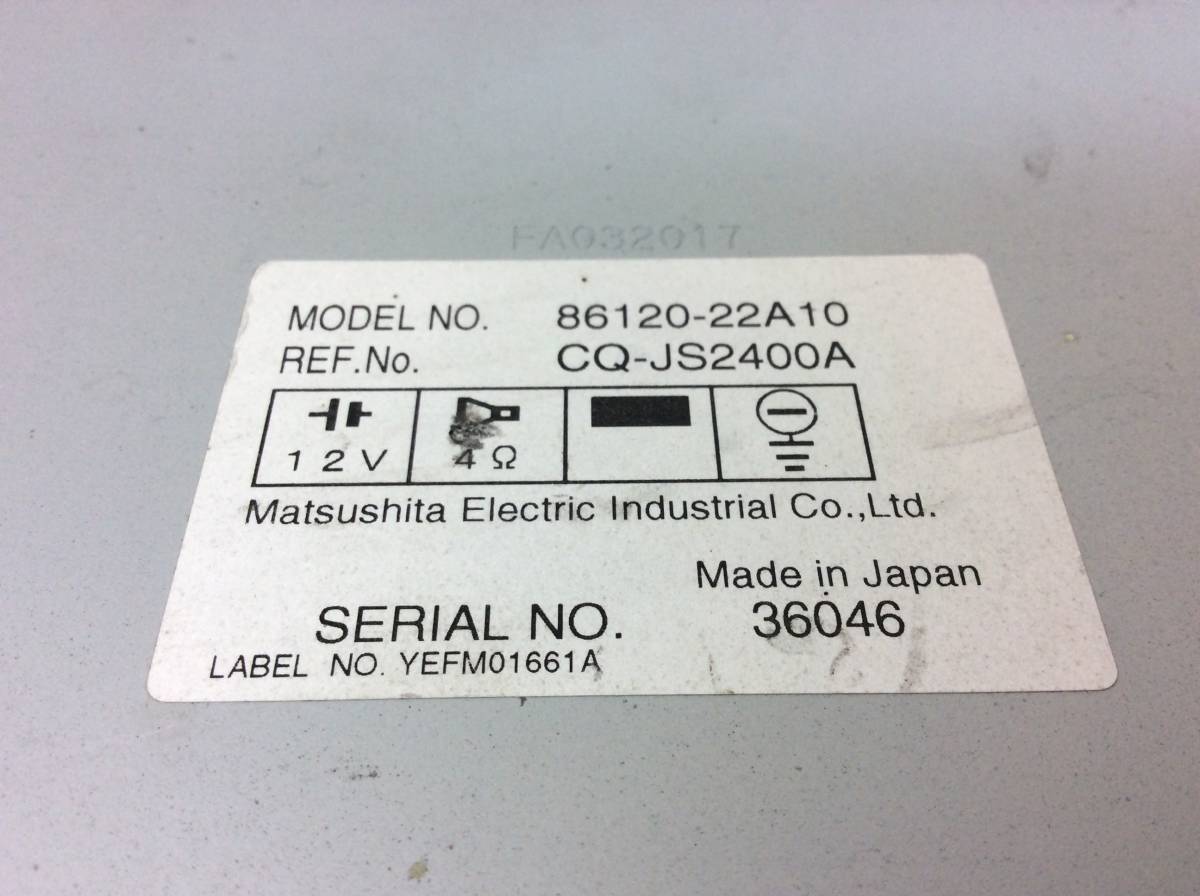 FA032017
MODEL NO. 86120-22A10
REF.No. CQ-JS2400A
12V 4Ω
Matsushita Electric Industrial Co.,Ltd.
Made in Japan
SERIAL NO. 36046
LABEL NO. YEFM01661A